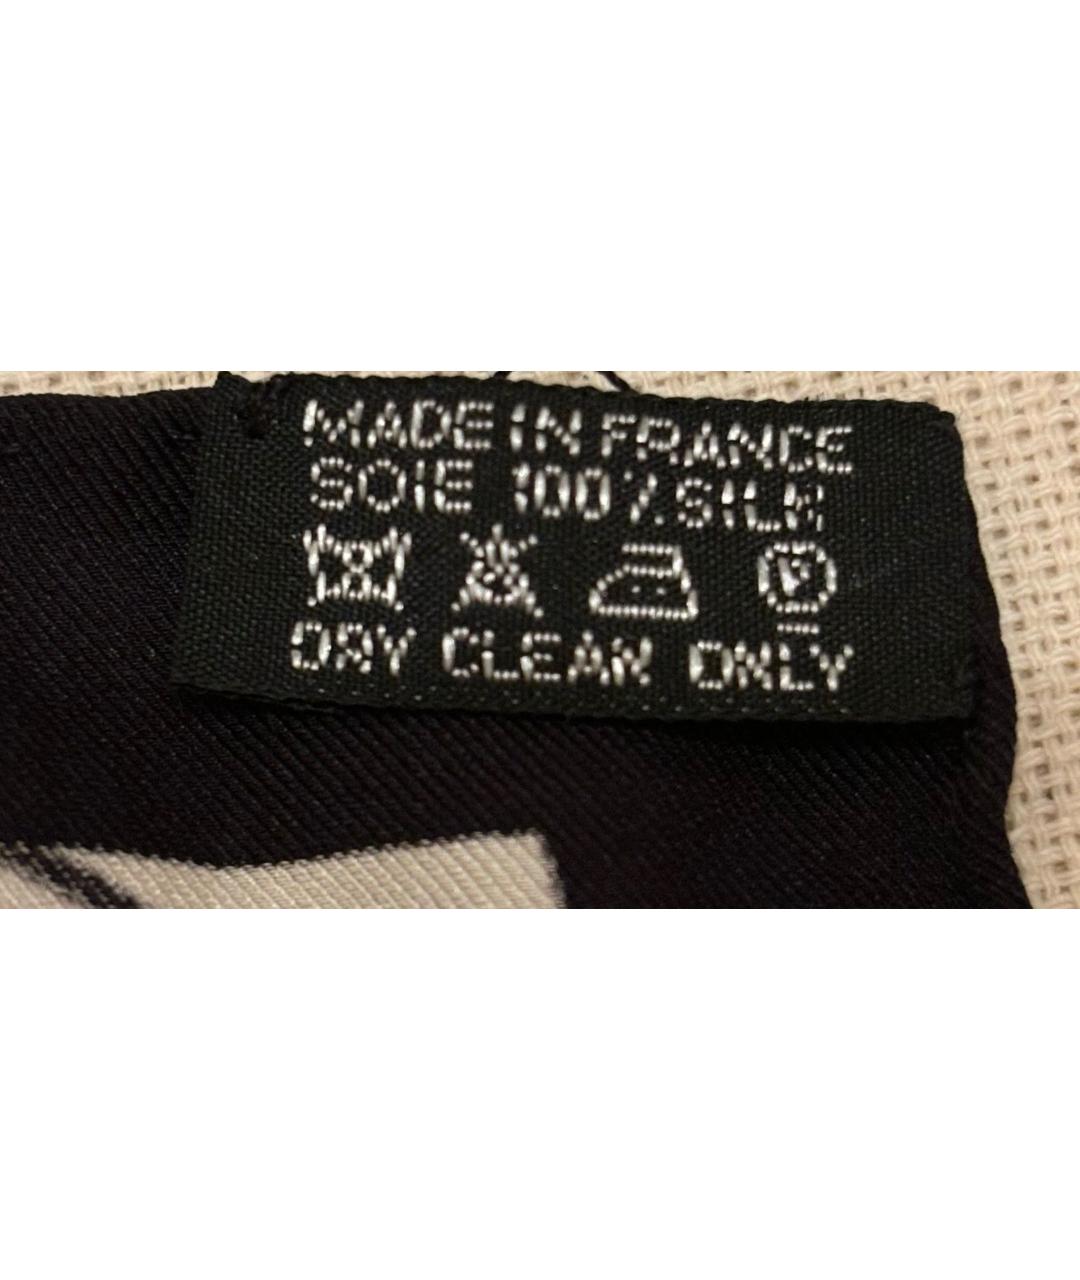 MADE IN FRANCE
SOIE 100% SILK
DRY CLEAN ONLY